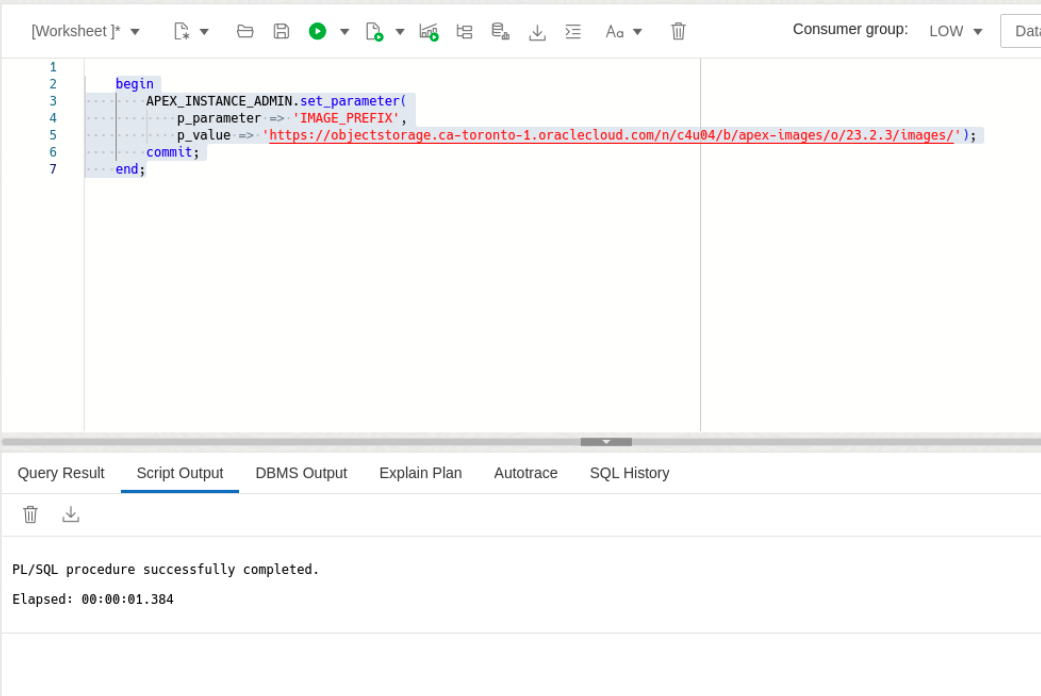 [Worksheet ]* Aa Consumer group: LOW Data
1
2 begin
3 APEX_INSTANCE_ADMIN.set_parameter(
4 p_parameter => 'IMAGE_PREFIX',
5 p_value => 'https://objectstorage.ca-toronto-1.oraclecloud.com/n/c4u04/b/apex-images/o/23.2.3/images/');
6 commit;
7 end;
Query Result Script Output DBMS Output Explain Plan Autotrace SQL History
PL/SQL procedure successfully completed.
Elapsed: 00:00:01.384